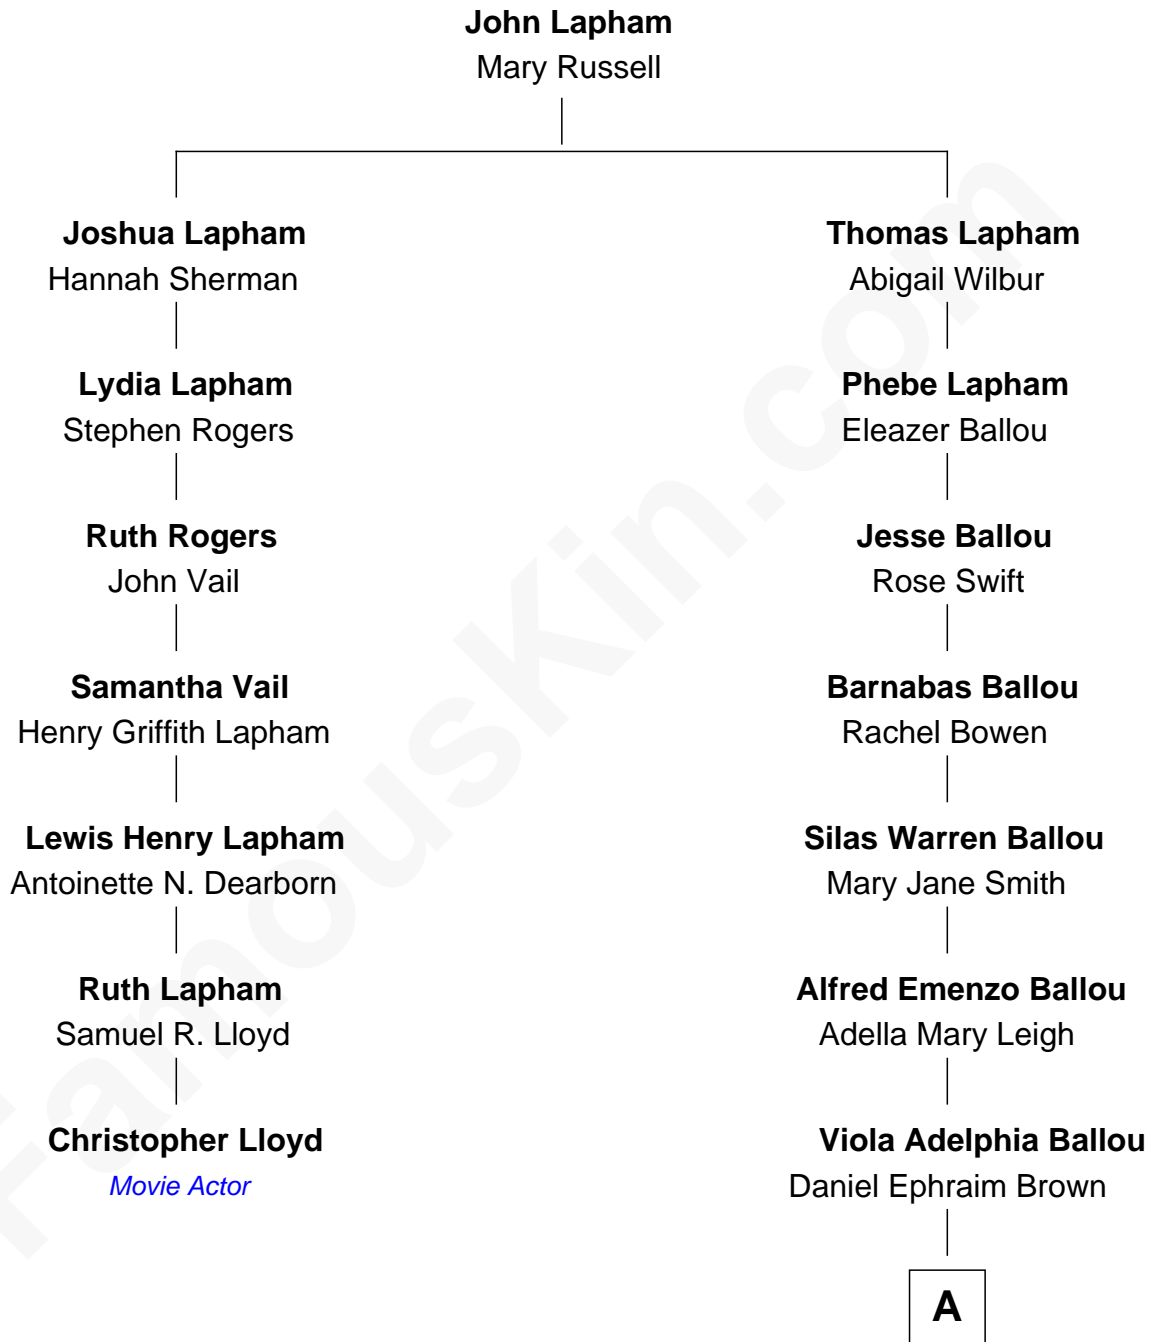 John Lapham
Mary Russell
Joshua Lapham
Hannah Sherman
Lydia Lapham
Stephen Rogers
Ruth Rogers
John Vail
Samantha Vail
Henry Griffith Lapham
Lewis Henry Lapham
Antoinette N. Dearborn
Ruth Lapham
Samuel R. Lloyd
Christopher Lloyd
Movie Actor
Thomas Lapham
Abigail Wilbur
Phebe Lapham
Eleazer Ballou
Jesse Ballou
Rose Swift
Barnabas Ballou
Rachel Bowen
Silas Warren Ballou
Mary Jane Smith
Alfred Emenzo Ballou
Adella Mary Leigh
Viola Adelphia Ballou
Daniel Ephraim Brown
A
FamousKin.com